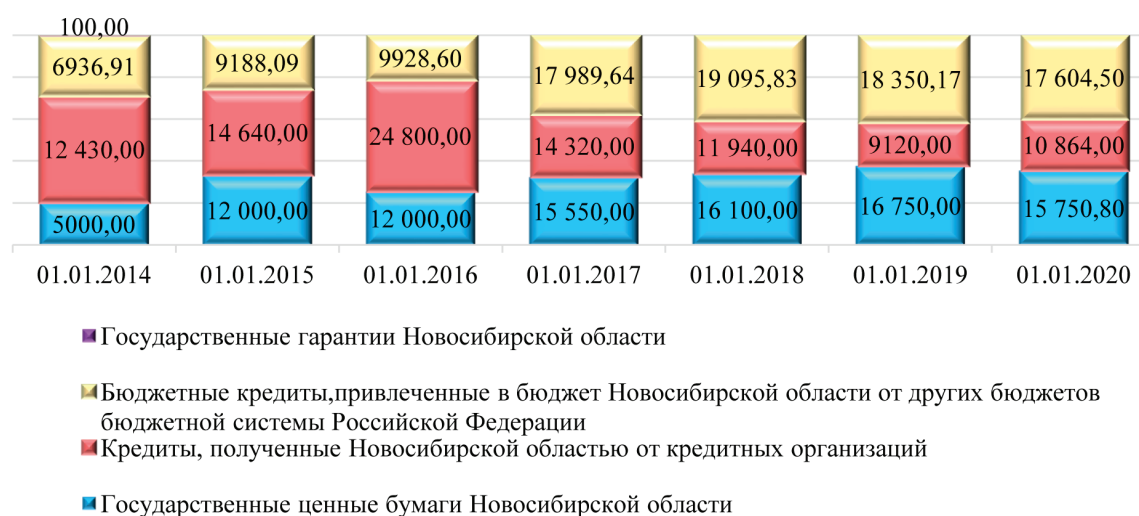 100,00
6936,91 9188,09 9928,60 17 989,64 19 095,83 18 350,17 17 604,50
12 430,00 14 640,00 24 800,00 14 320,00 11 940,00 9120,00 10 864,00
5000,00 12 000,00 12 000,00 15 550,00 16 100,00 16 750,00 15 750,80
01.01.2014 01.01.2015 01.01.2016 01.01.2017 01.01.2018 01.01.2019 01.01.2020
Государственные гарантии Новосибирской области
Бюджетные кредиты,привлеченные в бюджет Новосибирской области от других бюджетов
бюджетной системы Российской Федерации
Кредиты, полученные Новосибирской областью от кредитных организаций
Государственные ценные бумаги Новосибирской области